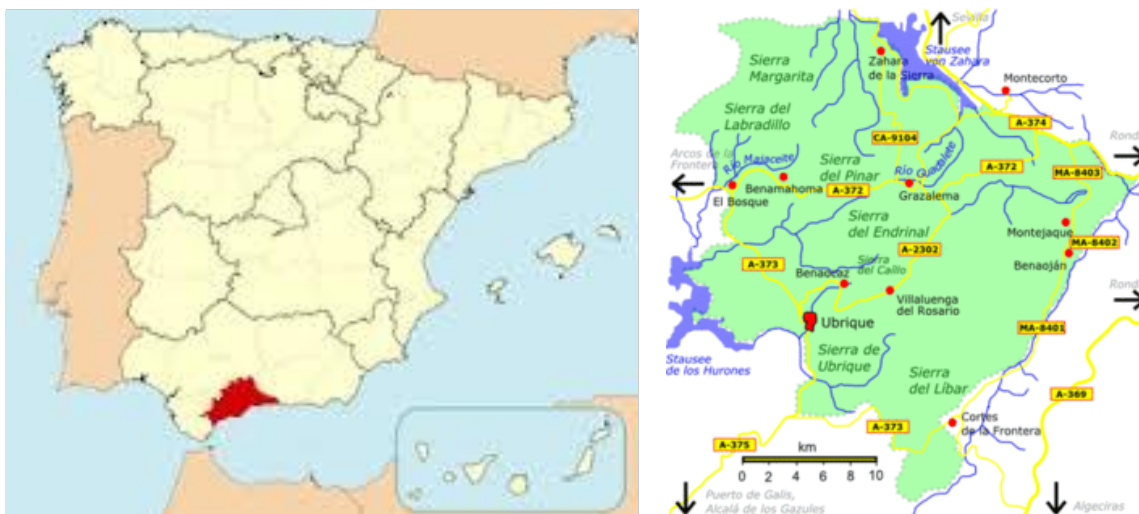 Sevilla
Stausee
von Zahara
Zahara
de la Sierra
Sierra
Margarita
Montecorto
Sierra del
Labradillo
A-374
CA-9104
Ronda
Arcos de la
Frontera
Río Majaceite
Sierra
del Pinar
Río Guadalete
A-372
MA-8403
Benamahoma
A-372
El Bosque
Grazalema
Sierra
del Endrinal
Montejaque
A-2302
MA-8402
Sierra
del Caíllo
A-373
Benaocaz
Benaoján
Ronda
Villaluenga
del Rosario
Ubrique
MA-8401
Stausee
de los Hurones
Sierra de
Ubrique
Sierra
del Líbar
A-369
Cortes
de la Frontera
A-373
A-375
km
0 2 4 6 8 10
Puerto de Galis,
Alcalá de los Gazules
Algeciras